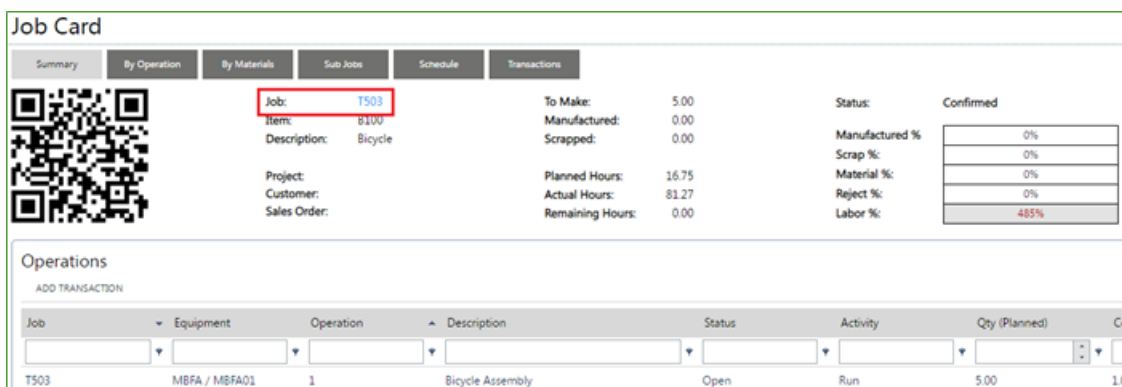 Job Card
Summary By Operation By Materials Sub Jobs Schedule Transactions
Job: T503 To Make: 5.00 Status: Confirmed
Item: B100 Manufactured: 0.00
Description: Bicycle Scrapped: 0.00 Manufactured % 0%
Scrap %: 0%
Project: Planned Hours: 16.75 Material %: 0%
Customer: Actual Hours: 81.27 Reject %: 0%
Sales Order: Remaining Hours: 0.00 Labor %: 485%
Operations
ADD TRANSACTION
Job Equipment Operation Description Status Activity Qty (Planned)
T503 MBFA / MBFA01 1 Bicycle Assembly Open Run 5.00